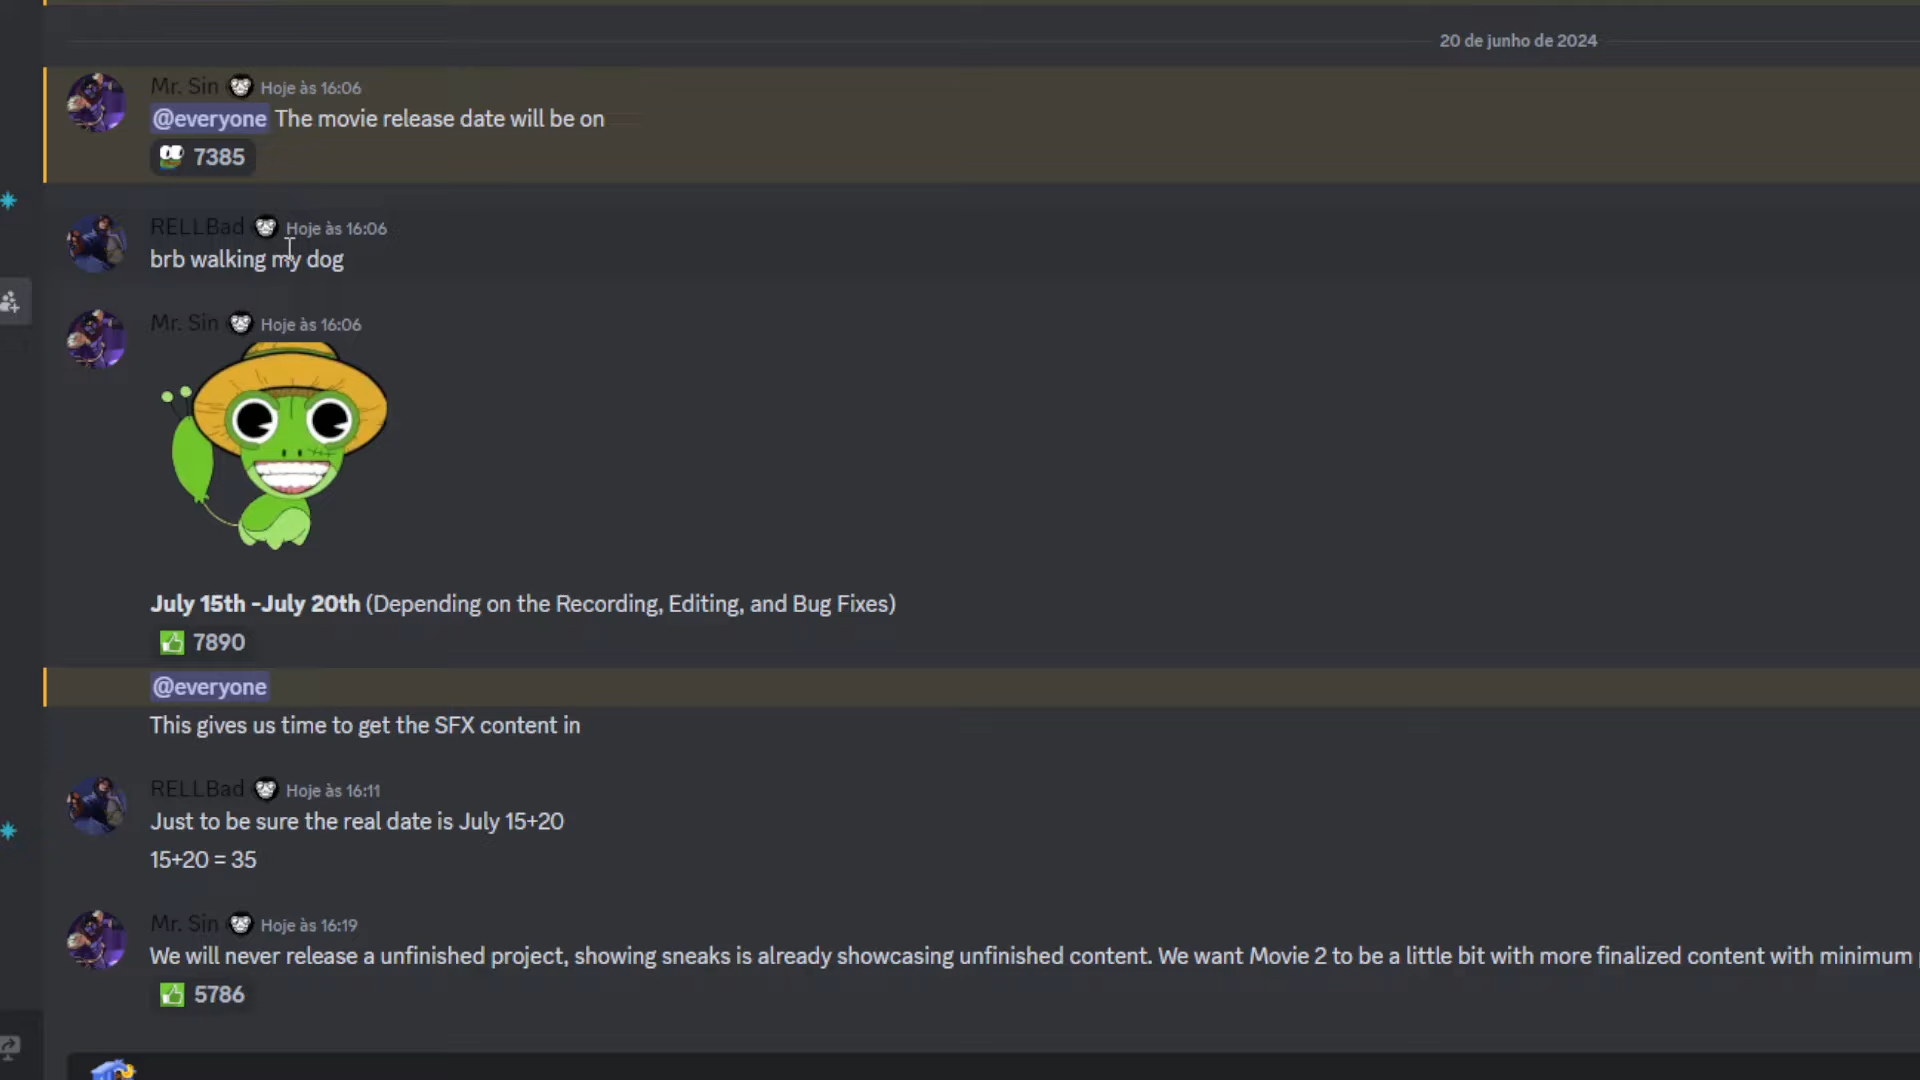 20 de junho de 2024
Mr. Sin Hoje às 16:06
@everyone The movie release date will be on
7385
RELLBad Hoje às 16:06
brb walking my dog
Mr. Sin Hoje às 16:06
July 15th -July 20th (Depending on the Recording, Editing, and Bug Fixes)
7890
@everyone
This gives us time to get the SFX content in
RELLBad Hoje às 16:11
Just to be sure the real date is July 15+20
15+20 = 35
Mr. Sin Hoje às 16:19
We will never release a unfinished project, showing sneaks is already showcasing unfinished content. We want Movie 2 to be a little bit with more finalized content with minimum
5786